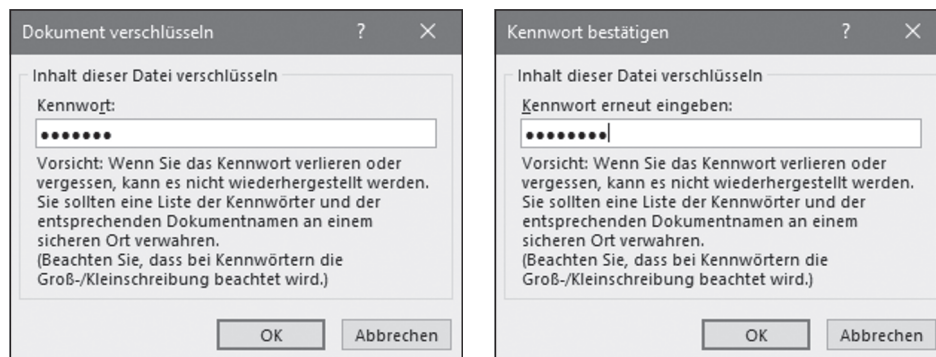 Dokument verschlüsseln ?
Inhalt dieser Datei verschlüsseln
Kennwort:
•••••••
Vorsicht: Wenn Sie das Kennwort verlieren oder
vergessen, kann es nicht wiederhergestellt werden.
Sie sollten eine Liste der Kennwörter und der
entsprechenden Dokumentnamen an einem
sicheren Ort verwahren.
(Beachten Sie, dass bei Kennwörtern die
Groß-/Kleinschreibung beachtet wird.)
OK Abbrechen
Kennwort bestätigen ?
Inhalt dieser Datei verschlüsseln
Kennwort erneut eingeben:
••••••••
Vorsicht: Wenn Sie das Kennwort verlieren oder
vergessen, kann es nicht wiederhergestellt werden.
Sie sollten eine Liste der Kennwörter und der
entsprechenden Dokumentnamen an einem
sicheren Ort verwahren.
(Beachten Sie, dass bei Kennwörtern die
Groß-/Kleinschreibung beachtet wird.)
OK Abbrechen